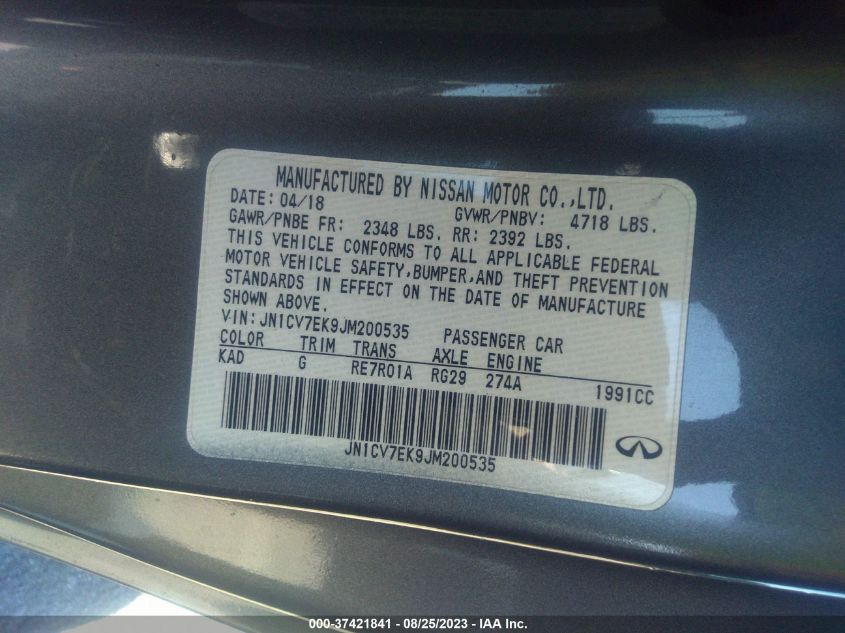 MANUFACTURED BY NISSAN MOTOR CO.,LTD.
DATE: 04/18 GVWR/PNBV: 4718 LBS.
GAWR/PNBE FR: 2348 LBS. RR: 2392 LBS.
THIS VEHICLE CONFORMS TO ALL APPLICABLE FEDERAL
MOTOR VEHICLE SAFETY,BUMPER,AND THEFT PREVENTION
STANDARDS IN EFFECT ON THE DATE OF MANUFACTURE
SHOWN ABOVE.
VIN: JN1CV7EK9JM200535 PASSENGER CAR
COLOR TRIM TRANS AXLE ENGINE
KAD G RE7R01A RG29 274A 1991CC
JN1CV7EK9JM200535
000-37421841 - 08/25/2023 - IAA Inc.